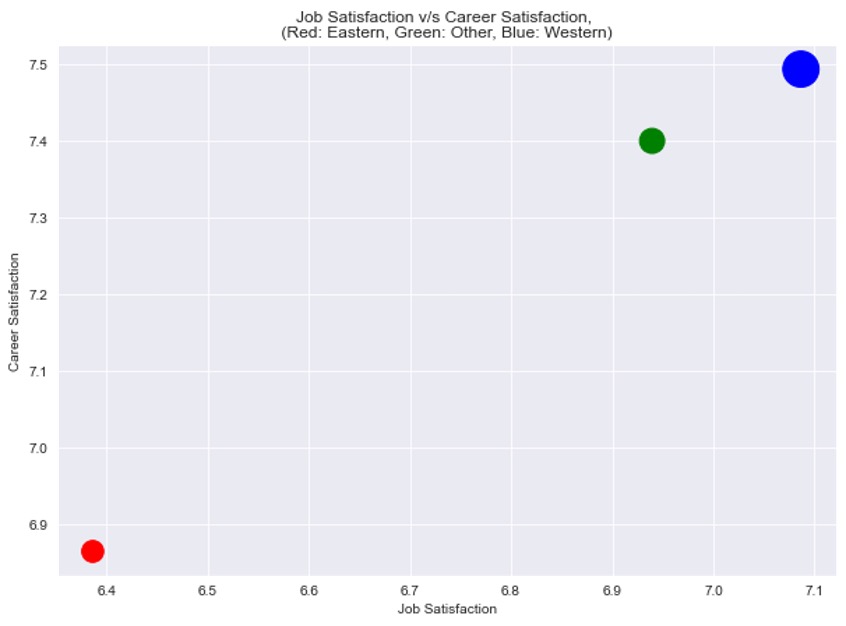 Job Satisfaction v/s Career Satisfaction,
(Red: Eastern, Green: Other, Blue: Western)
7.5
7.4
7.3
7.2
7.1
7.0
6.9
Career Satisfaction
6.4 6.5 6.6 6.7 6.8 6.9 7.0 7.1
Job Satisfaction